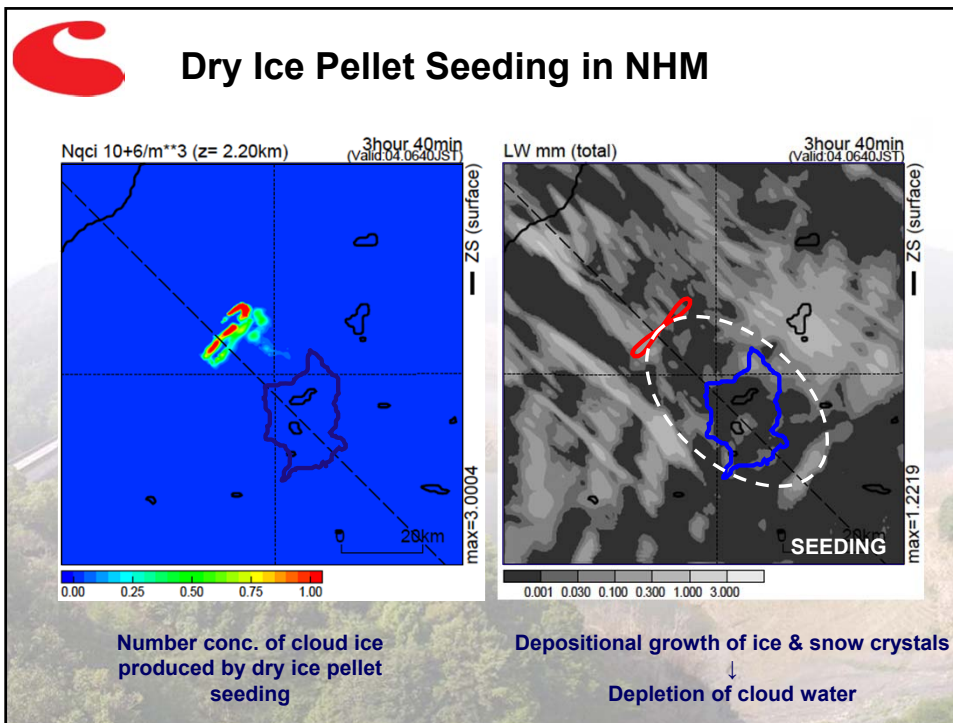 Dry Ice Pellet Seeding in NHM
Nqci 10+6/m**3 (z= 2.20km)
3hour 40min
(Valid:04.0640JST)
ZS (surface)
max=3.0004
20km
0.00 0.25 0.50 0.75 1.00
Number conc. of cloud ice
produced by dry ice pellet
seeding
LW mm (total)
3hour 40min
(Valid:04.0640JST)
ZS (surface)
max=1.2219
20km
SEEDING
0.001 0.030 0.100 0.300 1.000 3.000
Depositional growth of ice & snow crystals
↓
Depletion of cloud water